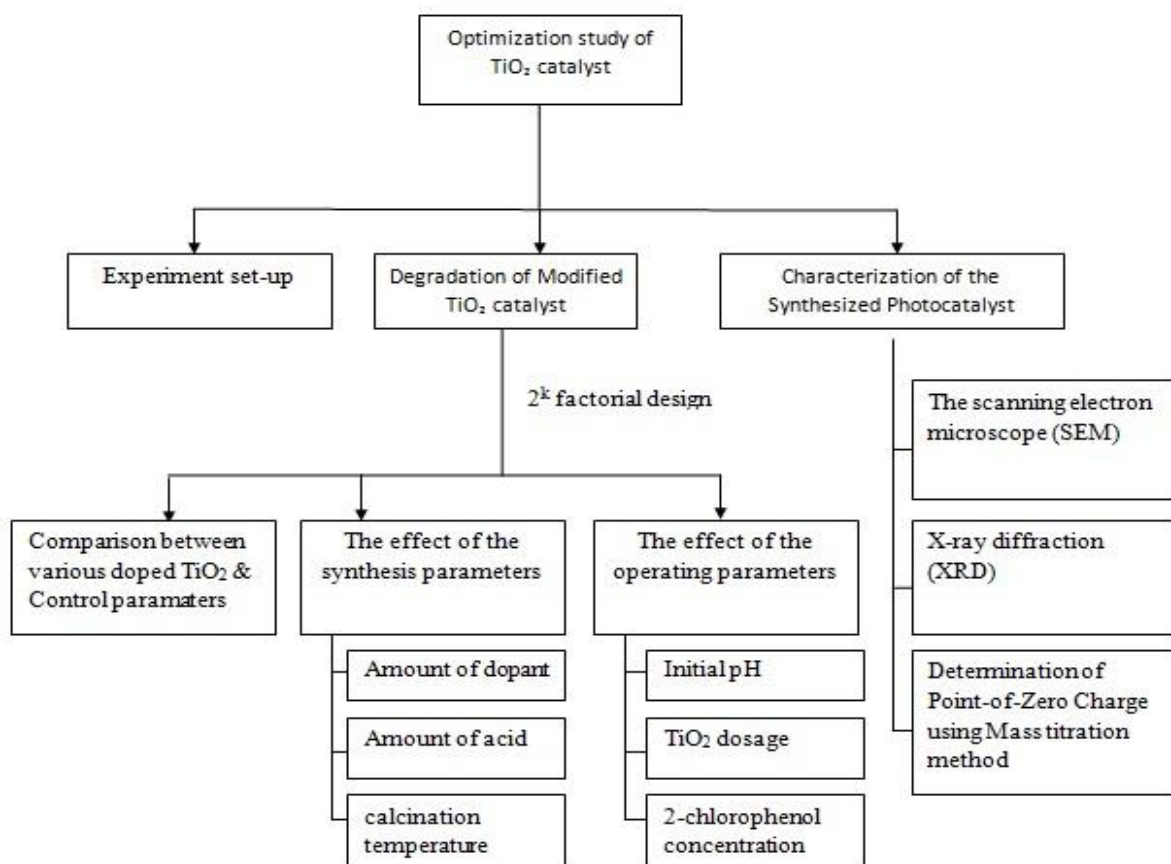 Optimization study of
TiO₂ catalyst
Experiment set-up
Degradation of Modified
TiO₂ catalyst
Characterization of the
Synthesized Photocatalyst
2ᵏ factorial design
The scanning electron
microscope (SEM)
X-ray diffraction
(XRD)
Determination of
Point-of-Zero Charge
using Mass titration
method
Comparison between
various doped TiO₂ &
Control paramaters
The effect of the
synthesis parameters
Amount of dopant
Amount of acid
calcination
temperature
The effect of the
operating parameters
Initial pH
TiO₂ dosage
2-chlorophenol
concentration